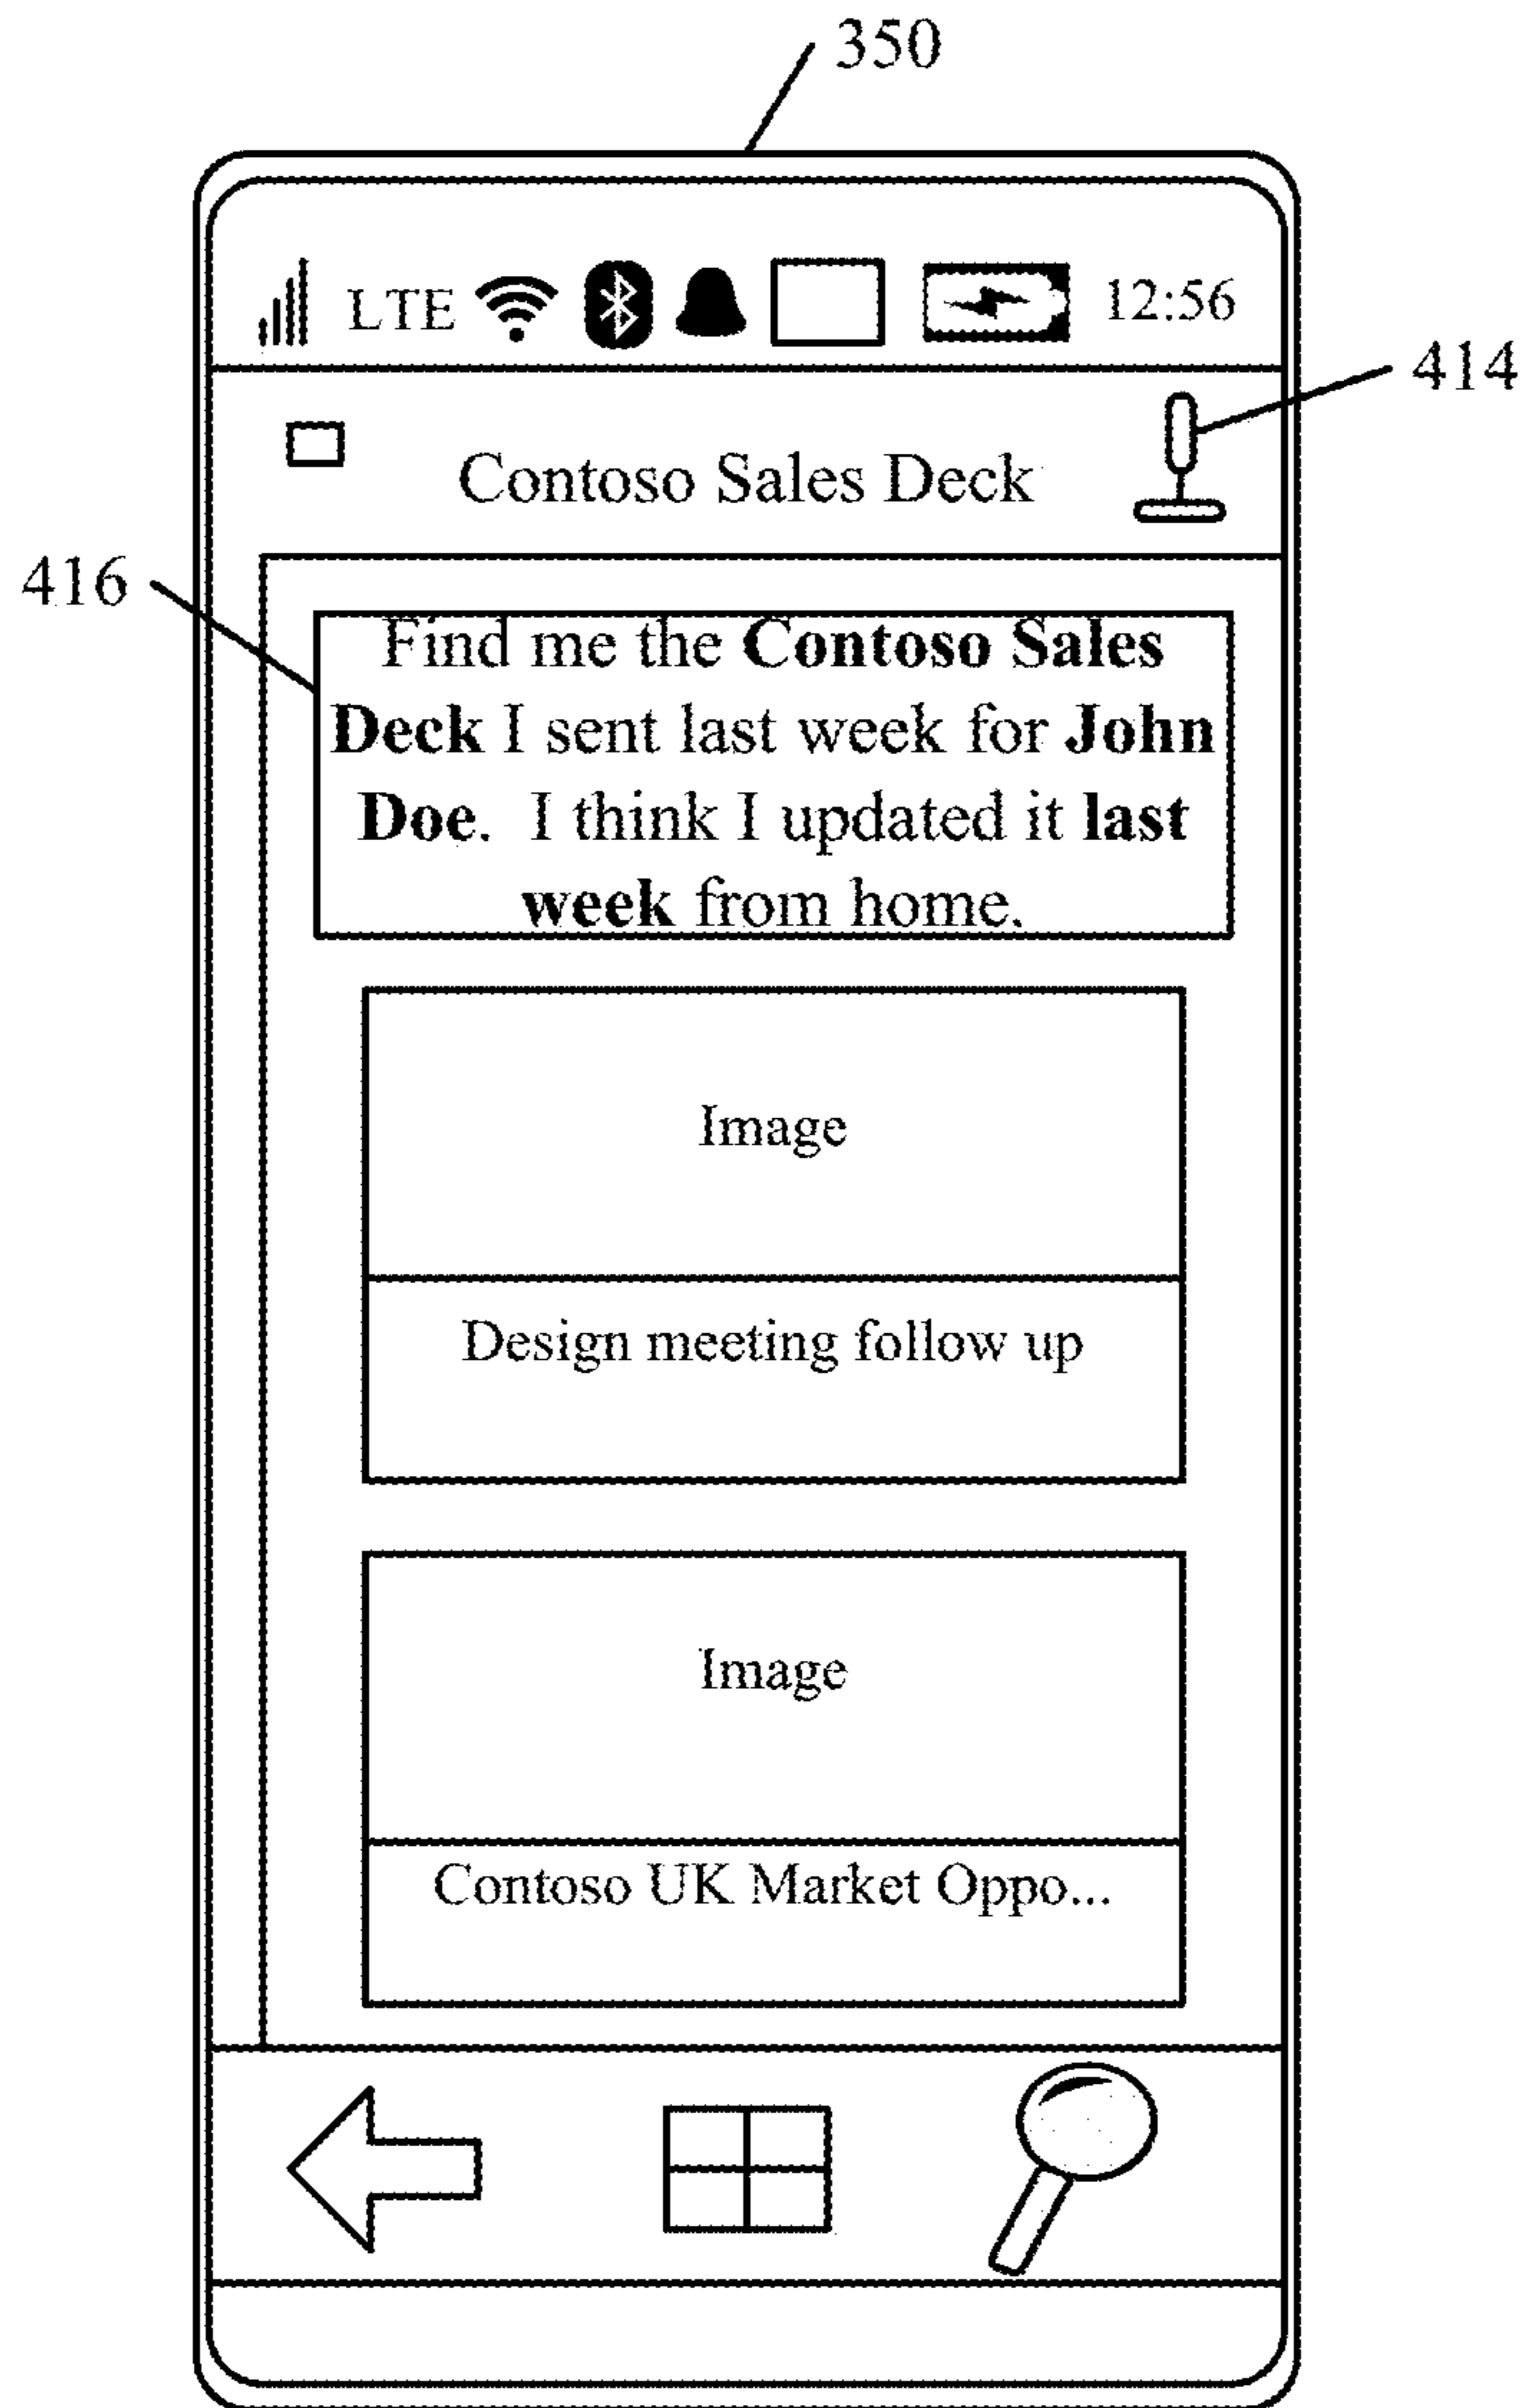 350
LTE 12:56
414
Contoso Sales Deck
416
Find me the Contoso Sales
Deck I sent last week for John
Doe. I think I updated it last
week from home.
Image
Design meeting follow up
Image
Contoso UK Market Oppo...